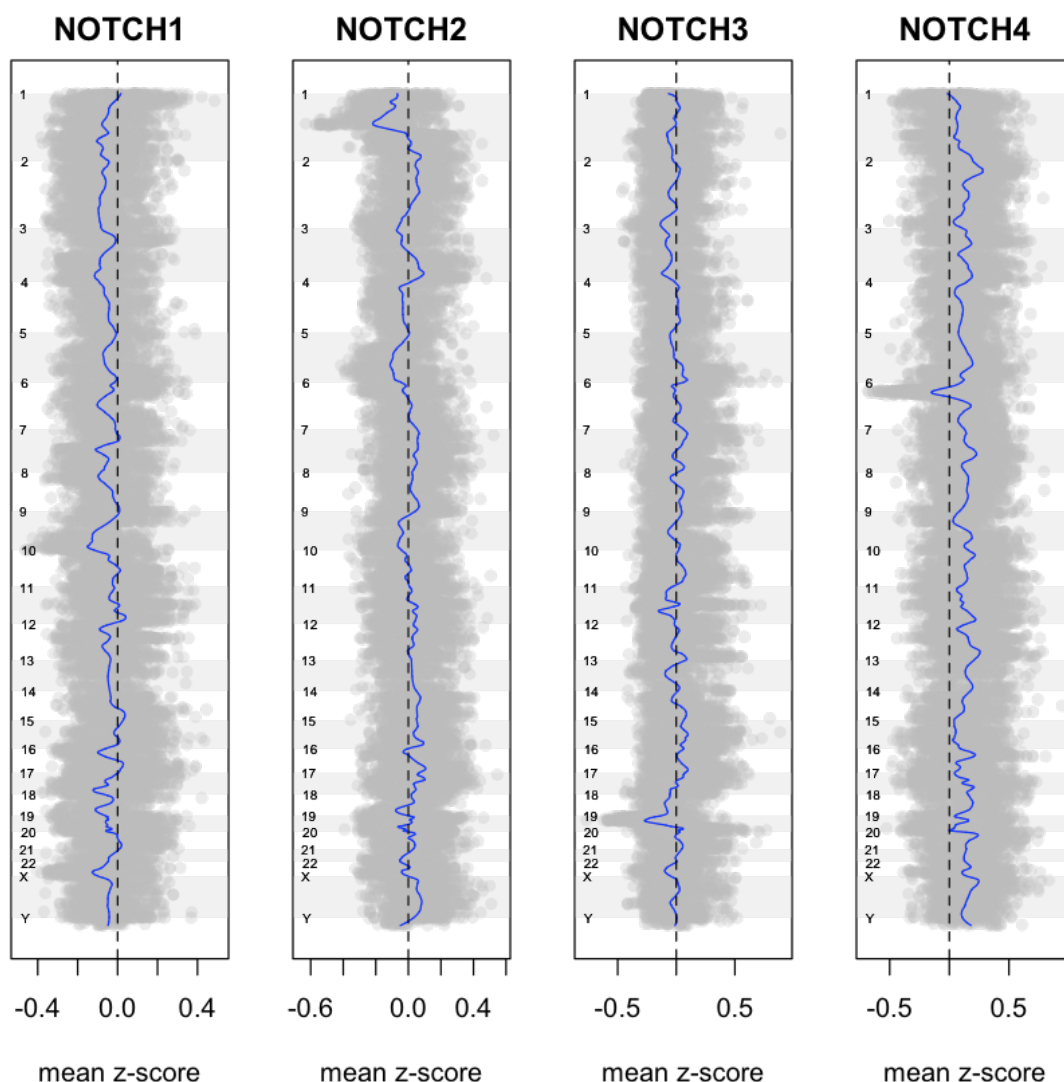 NOTCH1 NOTCH2 NOTCH3 NOTCH4
1 1 1 1
2 2 2 2
3 3 3 3
4 4 4 4
5 5 5 5
6 6 6 6
7 7 7 7
8 8 8 8
9 9 9 9
10 10 10 10
11 11 11 11
12 12 12 12
13 13 13 13
14 14 14 14
15 15 15 15
16 16 16 16
17 17 17 17
18 18 18 18
19 19 19 19
20 20 20 20
21 21 21 21
22 22 22 22
X X X X
Y Y Y Y
-0.4 0.0 0.4 -0.6 0.0 0.4 -0.5 0.5 -0.5 0.5
mean z-score mean z-score mean z-score mean z-score